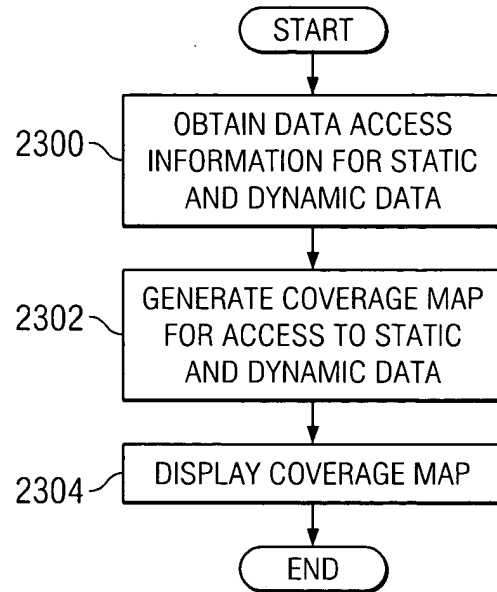 START
2300
OBTAIN DATA ACCESS
INFORMATION FOR STATIC
AND DYNAMIC DATA
2302
GENERATE COVERAGE MAP
FOR ACCESS TO STATIC
AND DYNAMIC DATA
2304
DISPLAY COVERAGE MAP
END